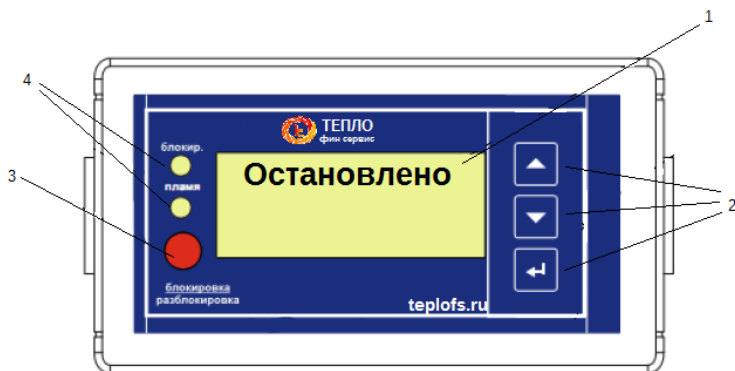 1
4
ТЕПЛО
фин сервис
блокир.
Остановлено
пламя
3
2
блокировка
разблокировка
teplofs.ru